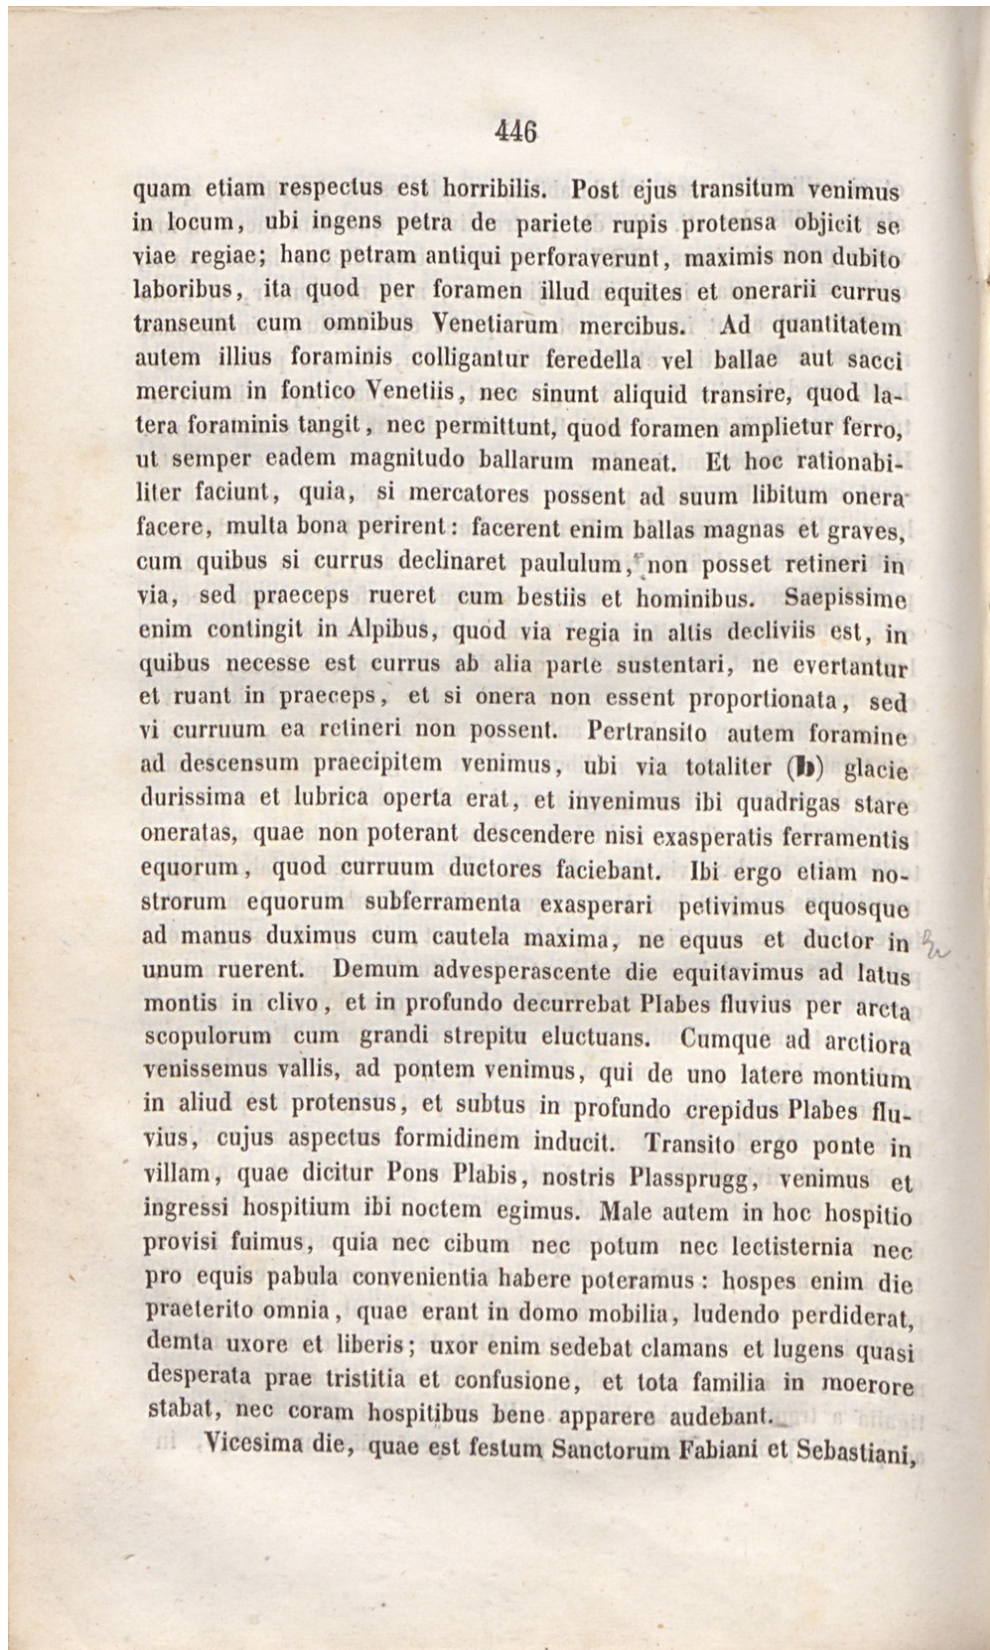 446
quam etiam respectus est horribilis. Post ejus transitum venimus
in locum, ubi ingens petra de pariete rupis protensa objicit se
viae regiae; hanc petram antiqui perforaverunt, maximis non dubito
laboribus, ita quod per foramen illud equites et onerarii currus
transeunt cum omnibus Venetiarum mercibus. Ad quantitatem
autem illius foraminis colligantur feredella vel ballae aut sacci
mercium in fontico Venetiis, nec sinunt aliquid transire, quod la-
tera foraminis tangit, nec permittunt, quod foramen amplietur ferro,
ut semper eadem magnitudo ballarum maneat. Et hoc rationabi-
liter faciunt, quia, si mercatores possent ad suum libitum onera
facere, multa bona perirent: facerent enim ballas magnas et graves,
cum quibus si currus declinaret paululum, non posset retineri in
via, sed praeceps rueret cum bestiis et hominibus. Saepissime
enim contingit in Alpibus, quod via regia in altis decliviis est, in
quibus necesse est currus ab alia parte sustentari, ne evertantur
et ruant in praeceps, et si onera non essent proportionata, sed
vi curruum ea retineri non possent. Pertransito autem foramine
ad descensum praecipitem venimus, ubi via totaliter (b) glacie
durissima et lubrica operta erat, et invenimus ibi quadrigas stare
oneratas, quae non poterant descendere nisi exasperatis ferramentis
equorum, quod curruum ductores faciebant. Ibi ergo etiam no-
strorum equorum subferramenta exasperari petivimus equosque
ad manus duximus cum cautela maxima, ne equus et ductor in
unum ruerent. Demum advesperascente die equitavimus ad latus
montis in clivo, et in profundo decurrebat Plabes fluvius per arcta
scopulorum cum grandi strepitu eluctuans. Cumque ad arctiora
venissemus vallis, ad pontem venimus, qui de uno latere montium
in aliud est protensus, et subtus in profundo crepidus Plabes flu-
vius, cujus aspectus formidinem inducit. Transito ergo ponte in
villam, quae dicitur Pons Plabis, nostris Plassprugg, venimus et
ingressi hospitium ibi noctem egimus. Male autem in hoc hospitio
provisi fuimus, quia nec cibum nec potum nec lectisternia nec
pro equis pabula convenientia habere poteramus: hospes enim die
praeterito omnia, quae erant in domo mobilia, ludendo perdiderat,
demta uxore et liberis; uxor enim sedebat clamans et lugens quasi
desperata prae tristitia et confusione, et tota familia in moerore
stabat, nec coram hospitibus bene apparere audebant.
Vicesima die, quae est festum Sanctorum Fabiani et Sebastiani,